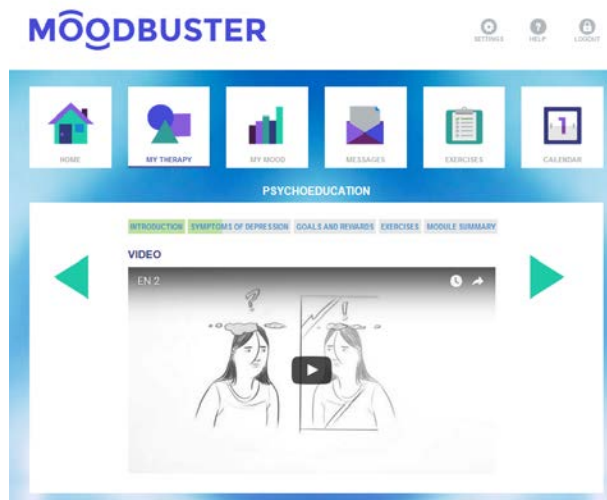 MOODBUSTER
SETTINGS HELP LOGOUT
HOME MY THERAPY MY MOOD MESSAGES EXERCISES CALENDAR
PSYCHOEDUCATION
INTRODUCTION SYMPTOMS OF DEPRESSION GOALS AND REWARDS EXERCISES MODULE SUMMARY
VIDEO
EN 2
? !